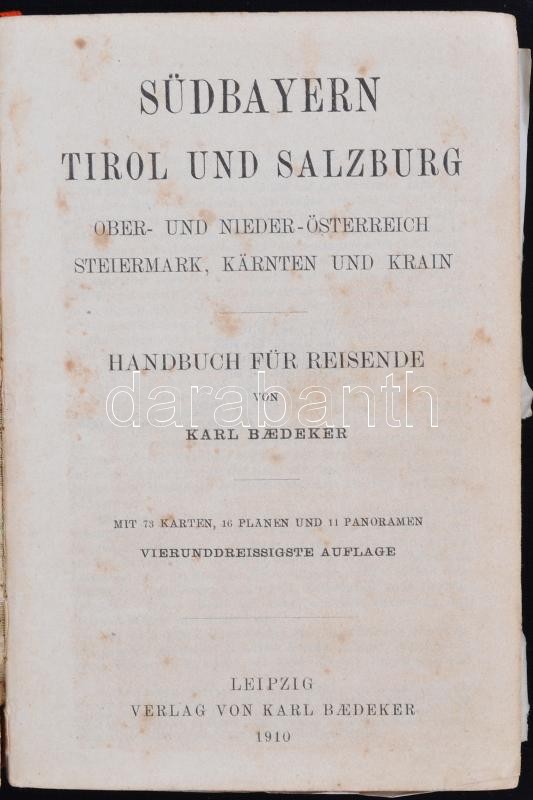 SÜDBAYERN
TIROL UND SALZBURG
OBER- UND NIEDER-ÖSTERREICH
STEIERMARK, KÄRNTEN UND KRAIN
HANDBUCH FÜR REISENDE
VON
darabanth
KARL BÆDEKER
MIT 73 KARTEN, 16 PLÄNEN UND 11 PANORAMEN
VIERUNDDREISSIGSTE AUFLAGE
LEIPZIG
VERLAG VON KARL BÆDEKER
1910